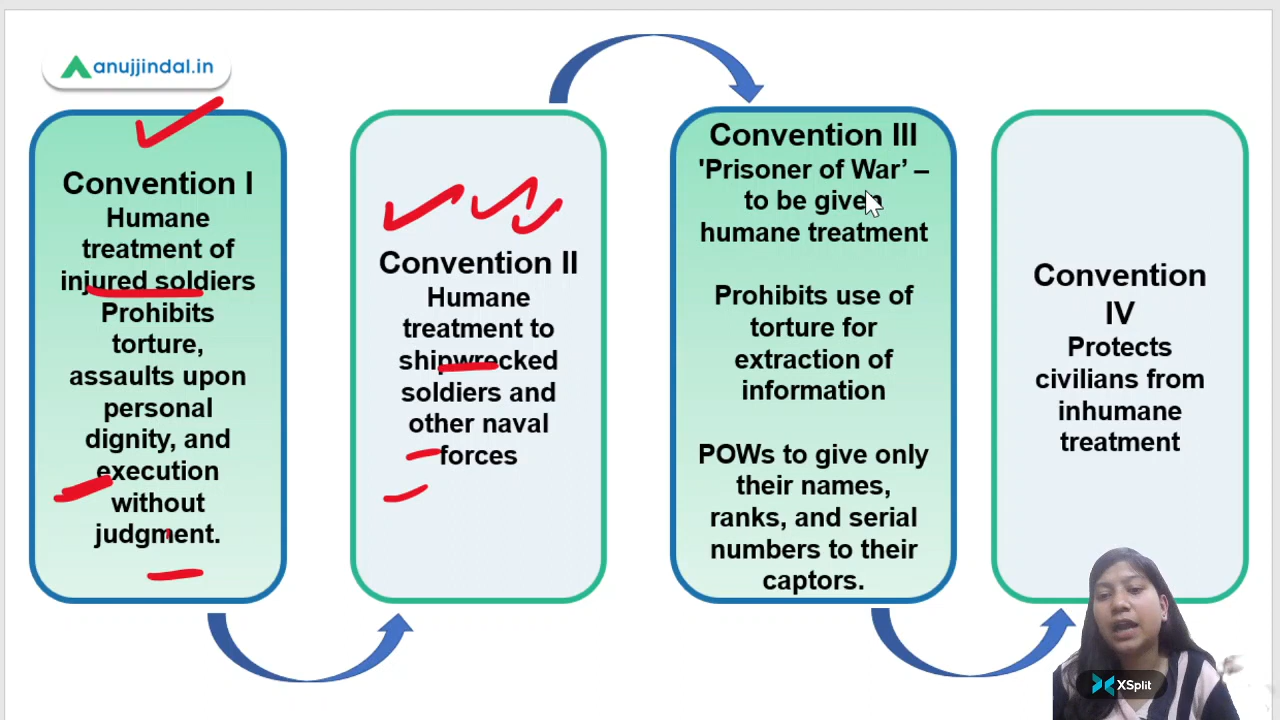 anujjindal.in
Convention I
Humane
treatment of
injured soldiers
Prohibits
torture,
assaults upon
personal
dignity, and
execution
without
judgment.
Convention II
Humane
treatment to
shipwrecked
soldiers and
other naval
forces
Convention III
'Prisoner of War’ –
to be given
humane treatment
Prohibits use of
torture for
extraction of
information
POWs to give only
their names,
ranks, and serial
numbers to their
captors.
Convention
IV
Protects
civilians from
inhumane
treatment
XSplit